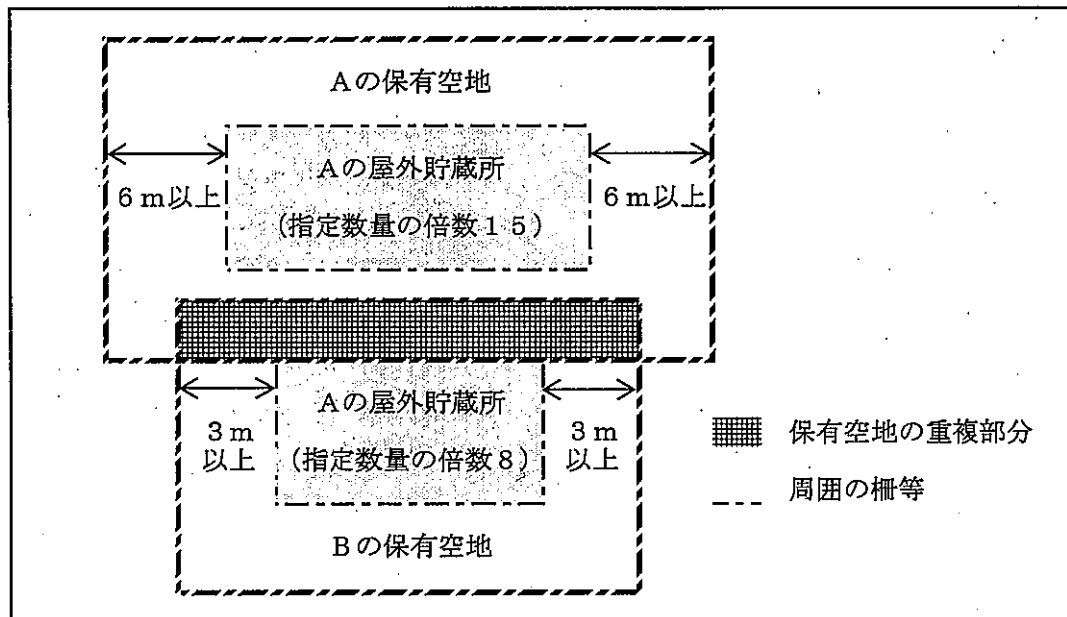 Aの保有空地
6m以上
Aの屋外貯蔵所
(指定数量の倍数15)
6m以上
3m
以上
Aの屋外貯蔵所
(指定数量の倍数8)
3m
以上
Bの保有空地
保有空地の重複部分
周囲の柵等